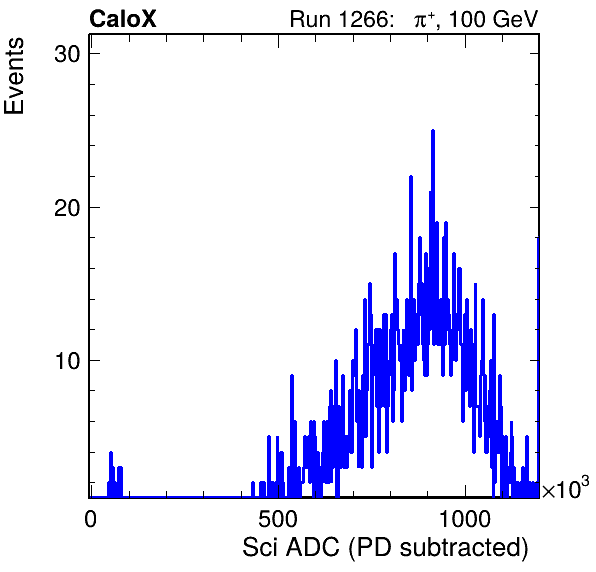 CaloX Run 1266: π⁺, 100 GeV
Events
30
20
10
0 500 1000 ×10³
Sci ADC (PD subtracted)